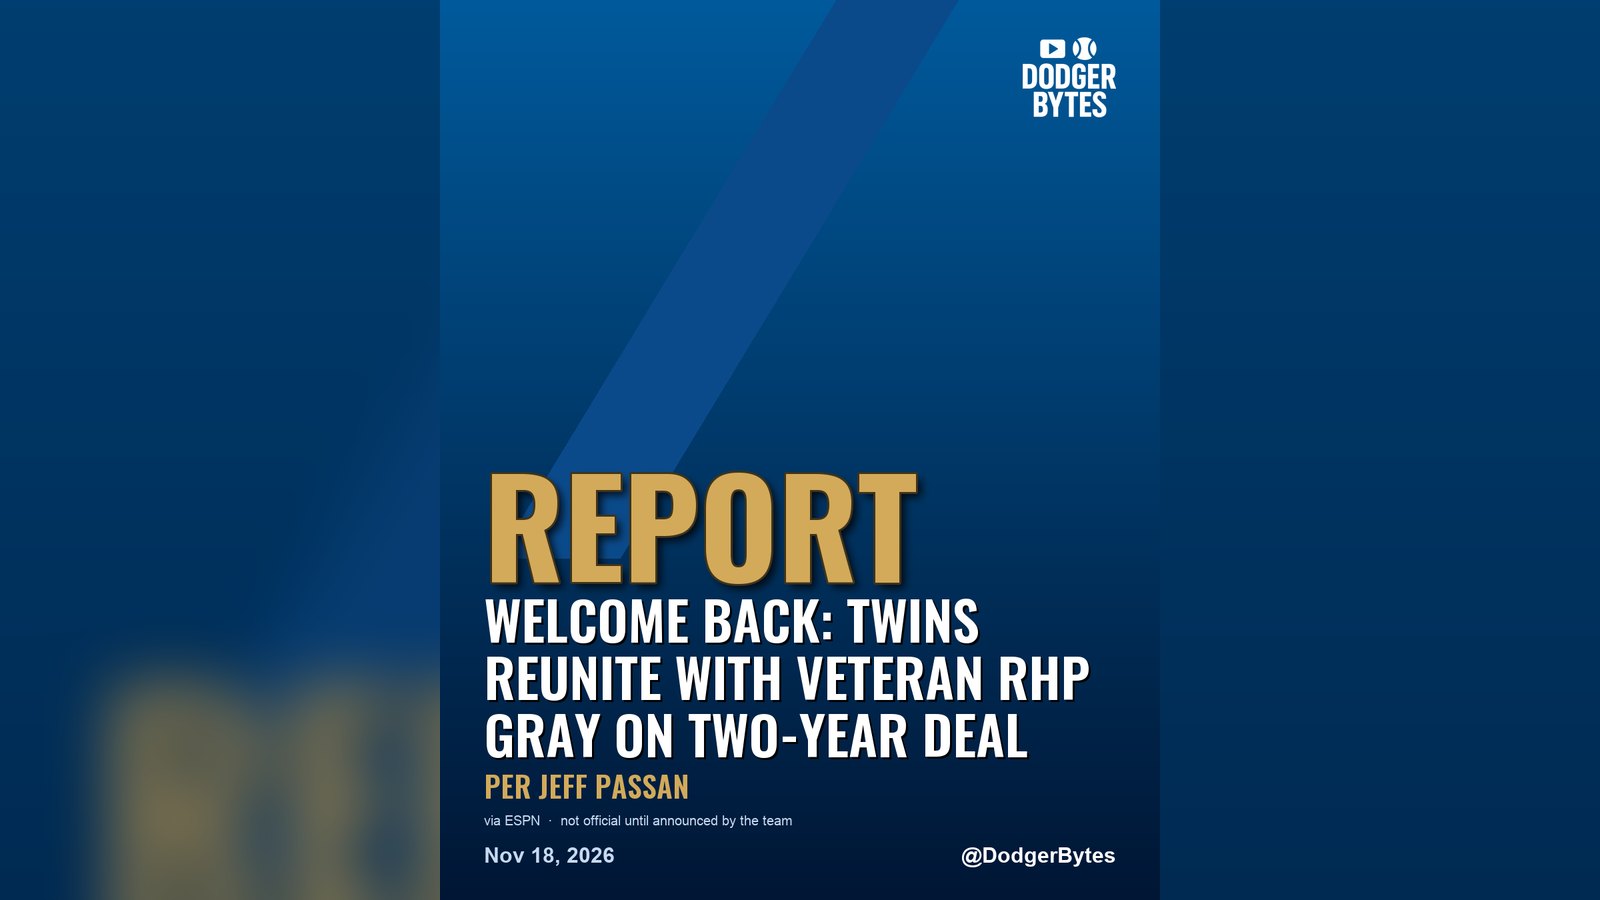 DODGER
BYTES
REPORT
WELCOME BACK: TWINS
REUNITE WITH VETERAN RHP
GRAY ON TWO-YEAR DEAL
PER JEFF PASSAN
via ESPN · not official until announced by the team
Nov 18, 2026
@DodgerBytes